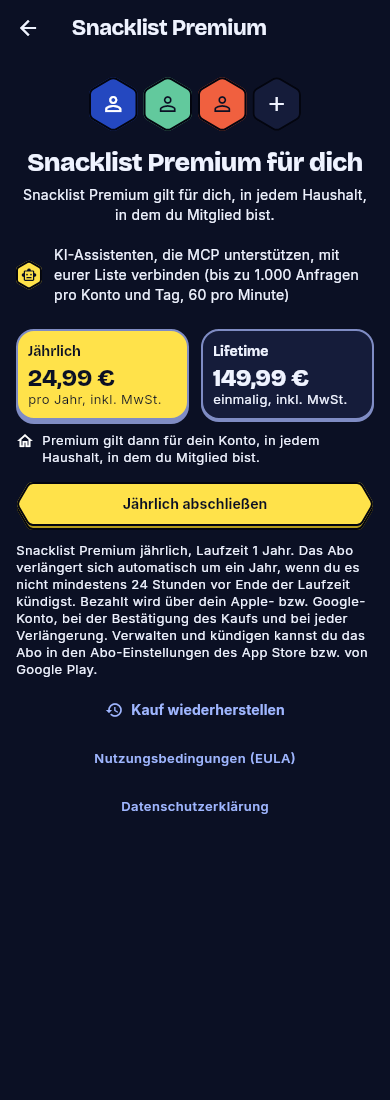 Snacklist Premium
Snacklist Premium für dich
Snacklist Premium gilt für dich, in jedem Haushalt,
in dem du Mitglied bist.
KI-Assistenten, die MCP unterstützen, mit
eurer Liste verbinden (bis zu 1.000 Anfragen
pro Konto und Tag, 60 pro Minute)
Jährlich
24,99 €
pro Jahr, inkl. MwSt.
Lifetime
149,99 €
einmalig, inkl. MwSt.
Premium gilt dann für dein Konto, in jedem
Haushalt, in dem du Mitglied bist.
Jährlich abschließen
Snacklist Premium jährlich, Laufzeit 1 Jahr. Das Abo
verlängert sich automatisch um ein Jahr, wenn du es
nicht mindestens 24 Stunden vor Ende der Laufzeit
kündigst. Bezahlt wird über dein Apple- bzw. Google-
Konto, bei der Bestätigung des Kaufs und bei jeder
Verlängerung. Verwalten und kündigen kannst du das
Abo in den Abo-Einstellungen des App Store bzw. von
Google Play.
Kauf wiederherstellen
Nutzungsbedingungen (EULA)
Datenschutzerklärung